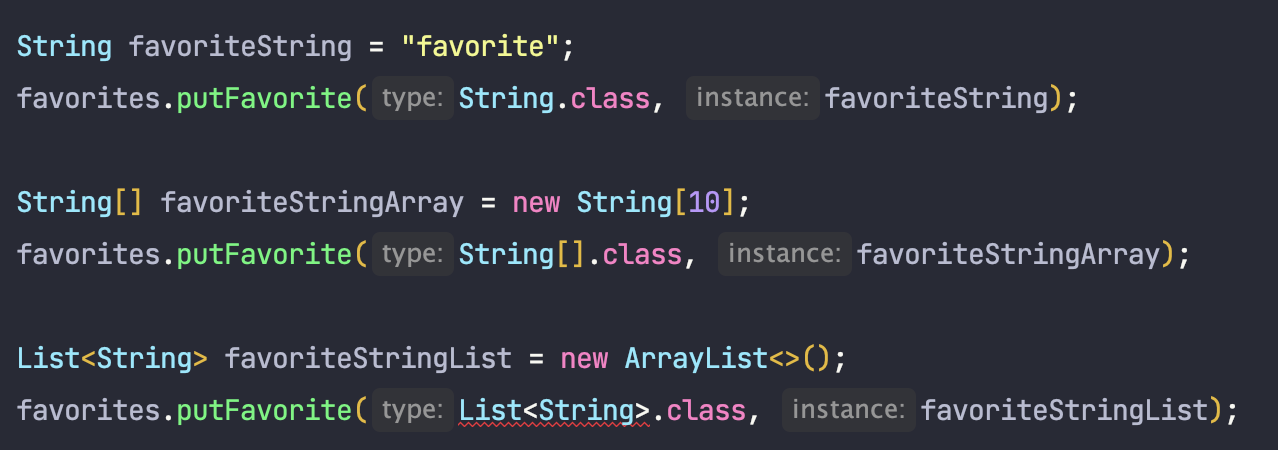 String favoriteString = "favorite";
favorites.putFavorite( type: String.class, instance: favoriteString);
String[] favoriteStringArray = new String[10];
favorites.putFavorite( type: String[].class, instance: favoriteStringArray);
List<String> favoriteStringList = new ArrayList<>();
favorites.putFavorite( type: List<String>.class, instance: favoriteStringList);